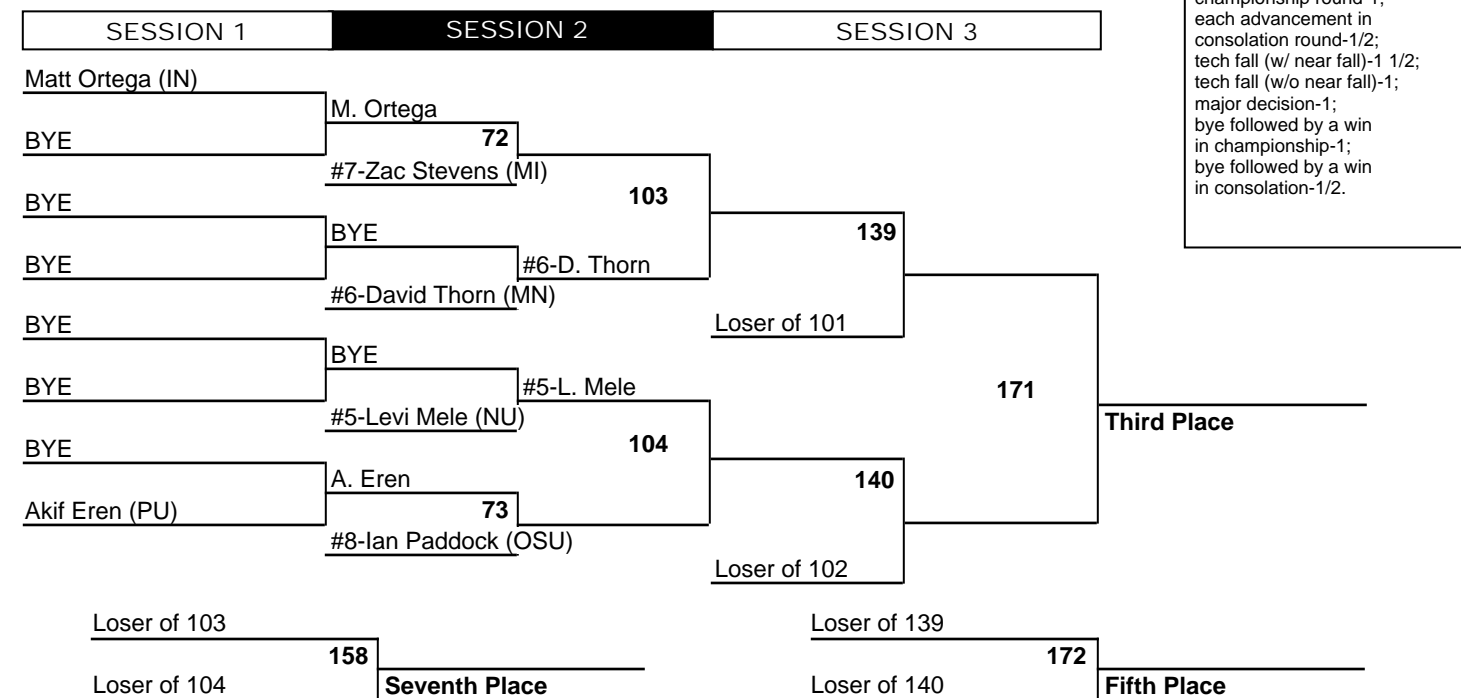 championship round-1;
each advancement in
consolation round-1/2;
tech fall (w/ near fall)-1 1/2;
tech fall (w/o near fall)-1;
major decision-1;
bye followed by a win
in championship-1;
bye followed by a win
in consolation-1/2.
SESSION 1
SESSION 2
SESSION 3
Matt Ortega (IN)
M. Ortega
BYE
72
#7-Zac Stevens (MI)
103
BYE
BYE
139
BYE
#6-D. Thorn
#6-David Thorn (MN)
Loser of 101
BYE
BYE
BYE
#5-L. Mele
171
#5-Levi Mele (NU)
Third Place
BYE
104
A. Eren
140
Akif Eren (PU)
73
#8-Ian Paddock (OSU)
Loser of 102
Loser of 103
Loser of 139
158
172
Loser of 104
Seventh Place
Loser of 140
Fifth Place